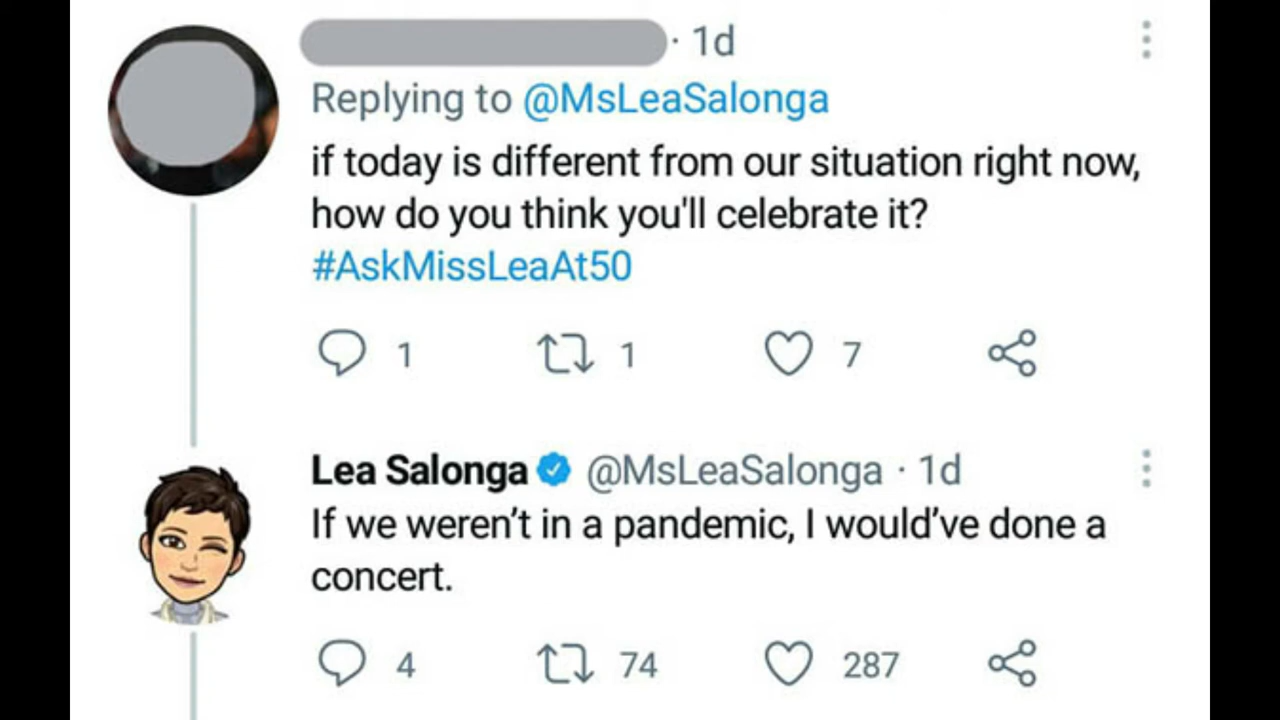 · 1d
Replying to @MsLeaSalonga
if today is different from our situation right now,
how do you think you'll celebrate it?
#AskMissLeaAt50
1 1 7
Lea Salonga @MsLeaSalonga · 1d
If we weren’t in a pandemic, I would’ve done a
concert.
4 74 287